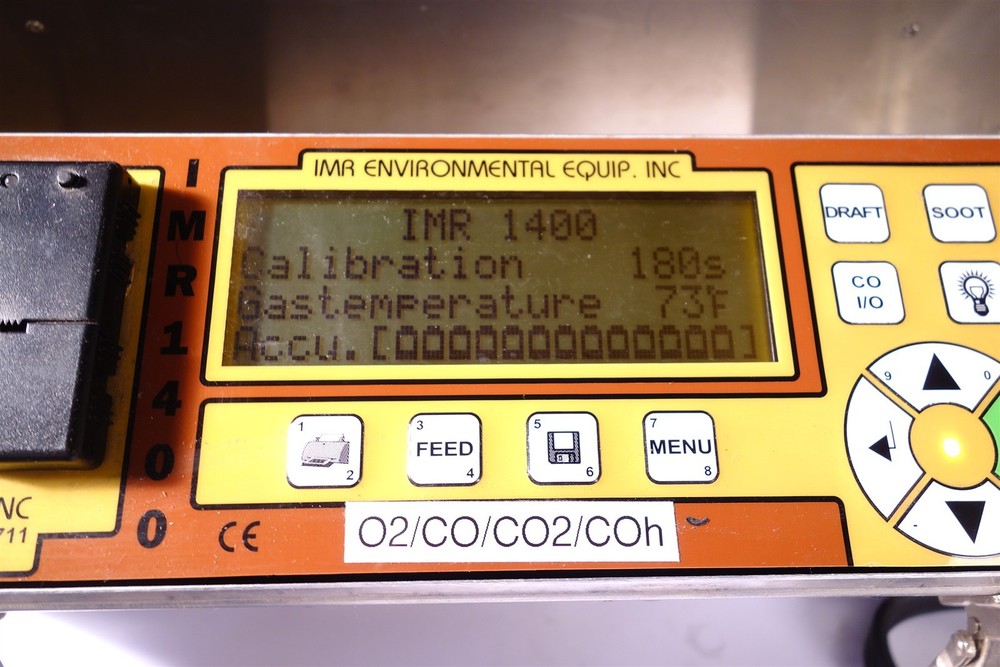 IMR ENVIRONMENTAL EQUIP. INC
IMR 1400
Calibration 180s
Gastemperature 73°F
Accu.[
IMR1400
DRAFT
SOOT
CO
I/O
9
0
1
2
3
FEED
4
5
6
7
MENU
8
NC
711
CE
O2/CO/CO2/COh